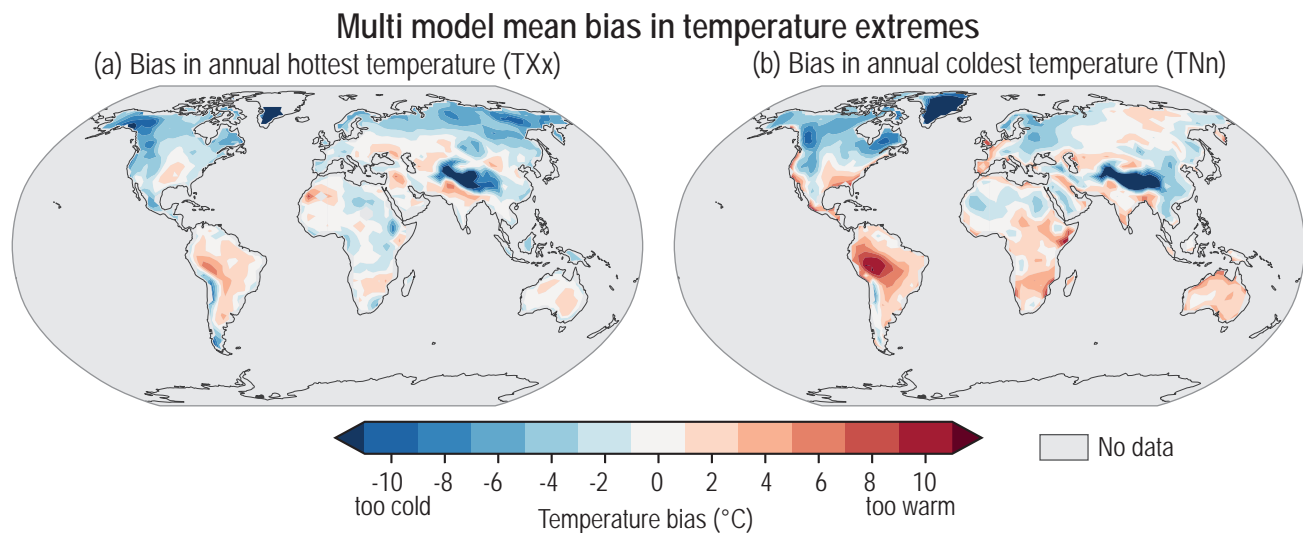 Multi model mean bias in temperature extremes
(a) Bias in annual hottest temperature (TXx)
(b) Bias in annual coldest temperature (TNn)
-10 -8 -6 -4 -2 0 2 4 6 8 10
too cold
too warm
Temperature bias (°C)
No data